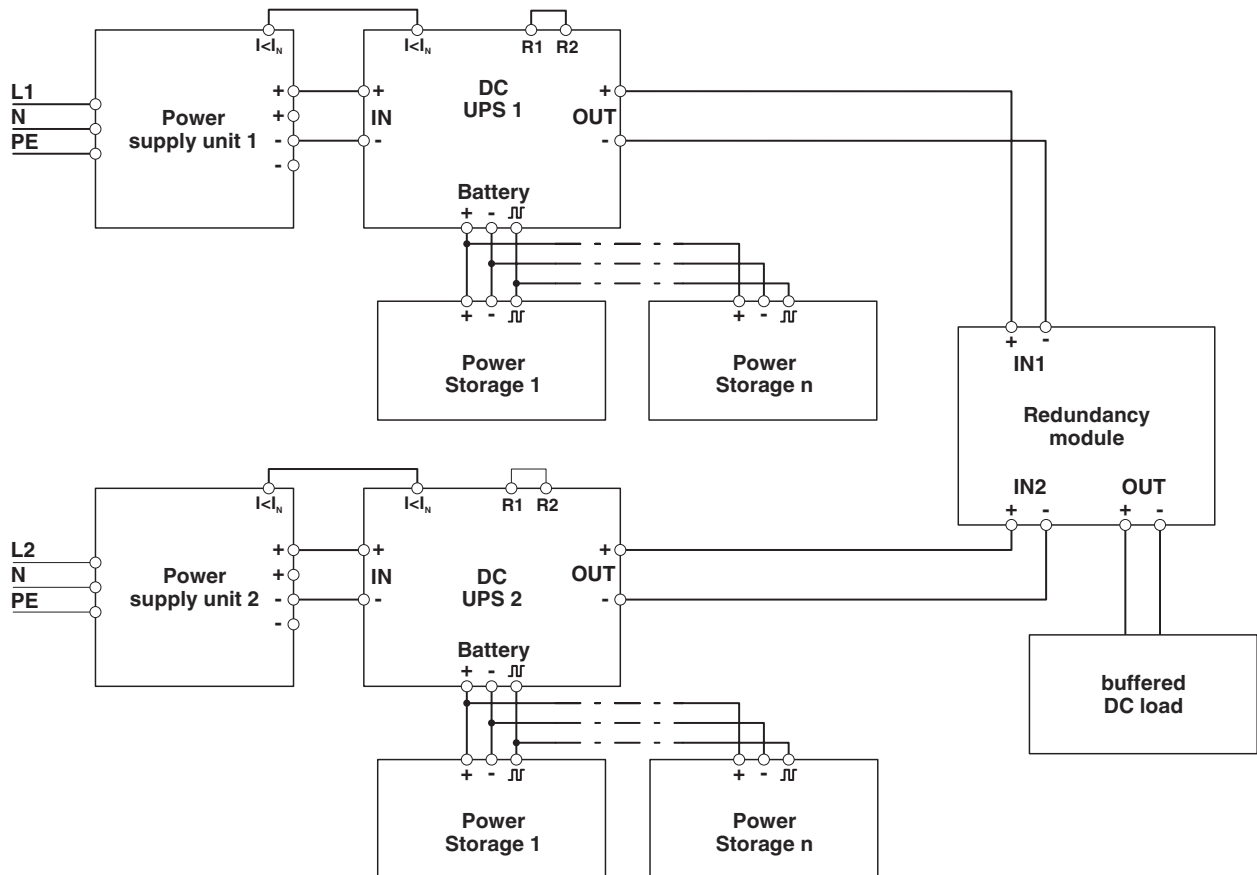 I<IN I<IN R1 R2
L1
N
PE
Power
supply unit 1
+
+
-
-
+
IN
-
DC
UPS 1
+
OUT
-
Battery
+ -
+ -
Power
Storage 1
+ -
Power
Storage n
+ -
IN1
Redundancy
module
IN2 OUT
+ - + -
I<IN I<IN R1 R2
L2
N
PE
Power
supply unit 2
+
+
-
-
+
IN
-
DC
UPS 2
+
OUT
-
Battery
+ -
+ -
Power
Storage 1
+ -
Power
Storage n
buffered
DC load